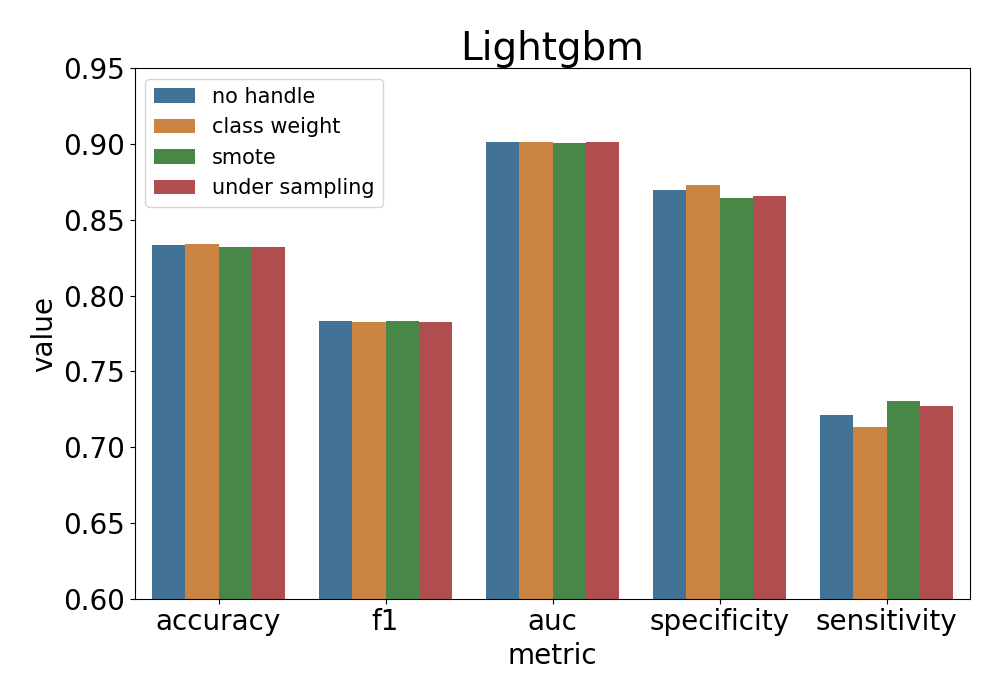 Lightgbm
0.95
0.90
0.85
0.80
0.75
0.70
0.65
0.60
value
no handle
class weight
smote
under sampling
accuracy f1 auc specificity sensitivity
metric